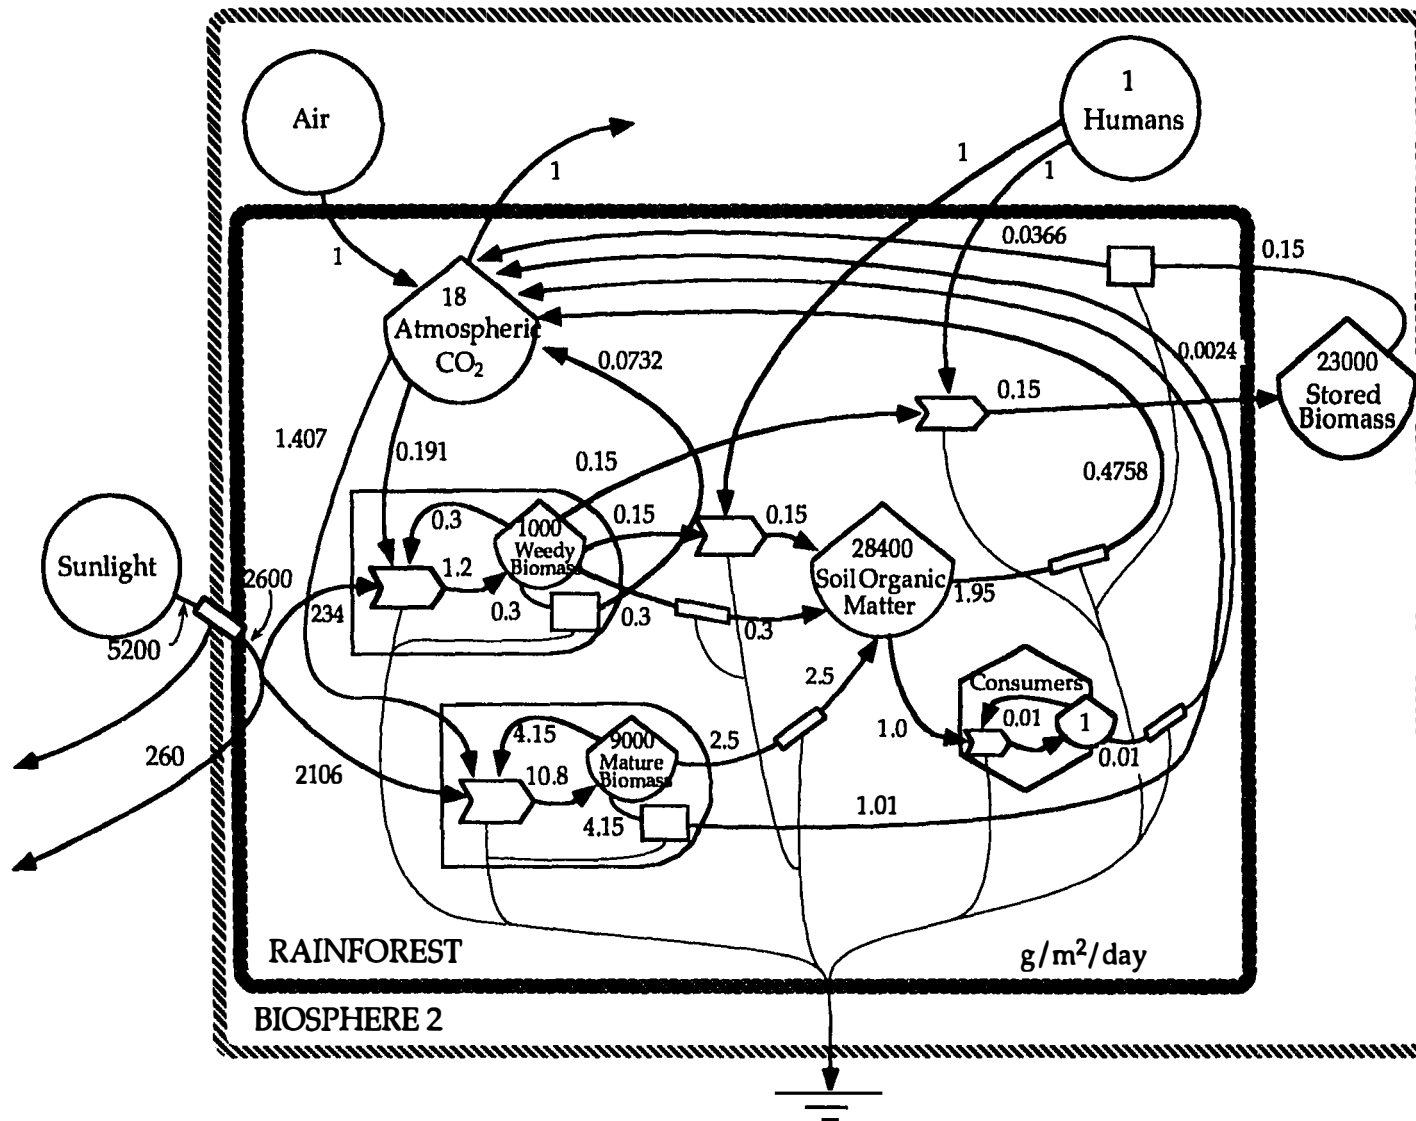 Air
1
Humans
1
1
1
1
0.0366
0.15
18
Atmospheric
CO₂
0.0732
0.0024
23000
Stored
Biomass
0.15
1.407
0.191
0.15
0.4758
Sunlight
0.3
1000
Weedy
Biomass
0.15
0.15
28400
Soil Organic
Matter
1.95
1.2
2600
234
0.3
0.3
0.3
5200
2.5
Consumers
0.01
1
1.0
0.01
260
2106
4.15
9000
Mature
Biomass
2.5
10.8
4.15
1.01
RAINFOREST
g/m²/day
BIOSPHERE 2